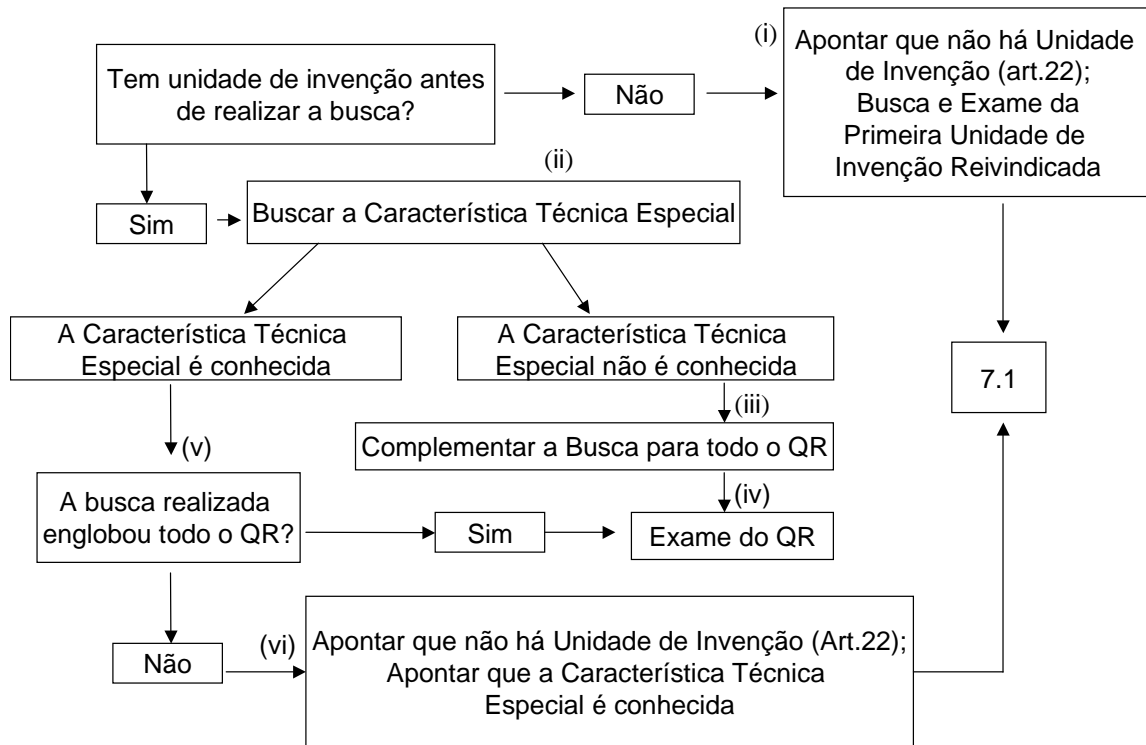 (i)
Apontar que não há Unidade
de Invenção (art.22);
Busca e Exame da
Primeira Unidade de
Invenção Reivindicada
Tem unidade de invenção antes
de realizar a busca?
Não
(ii)
Sim
Buscar a Característica Técnica Especial
A Característica Técnica
Especial é conhecida
A Característica Técnica
Especial não é conhecida
7.1
(iii)
Complementar a Busca para todo o QR
(v)
(iv)
A busca realizada
englobou todo o QR?
Sim
Exame do QR
Não
(vi)
Apontar que não há Unidade de Invenção (Art.22);
Apontar que a Característica Técnica
Especial é conhecida